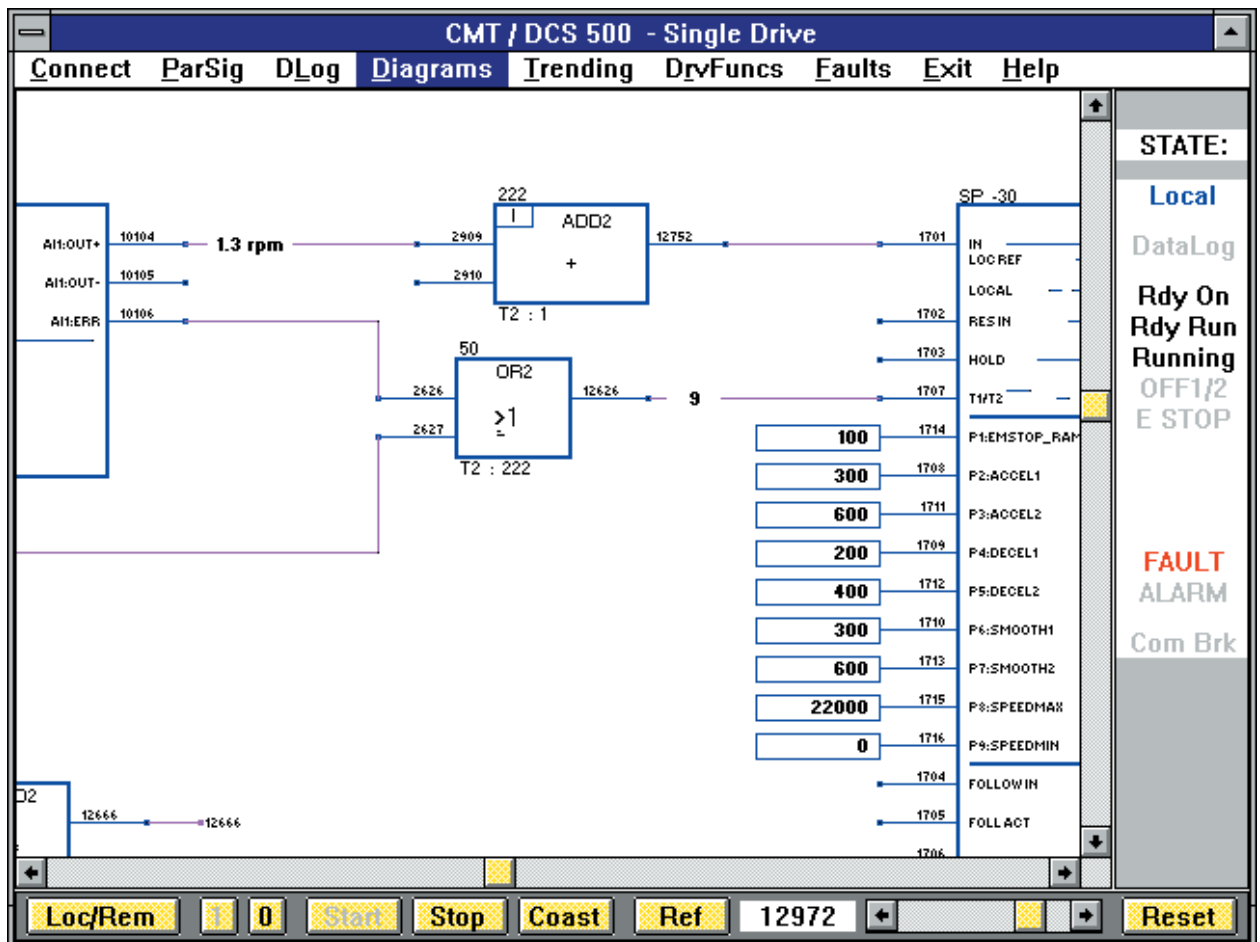 CMT / DCS 500 - Single Drive
Connect ParSig DLog Diagrams Trending DrvFuncs Faults Exit Help
STATE:
Local
DataLog
Rdy On
Rdy Run
Running
OFF1/2
E STOP
FAULT
ALARM
Com Brk
AI1:OUT+ 10104 1.3 rpm
AI1:OUT- 10105
AI1:ERR 10106
222
I ADD2
2909 12752
+
2910
T2 : 1
50
OR2
2626 12626 9
≥1
2627
T2 : 222
SP -30
1701 IN
LOC REF
LOCAL
1702 RES IN
1703 HOLD
1707 T1/T2
100 1714 P1:EMSTOP_RAM
300 1708 P2:ACCEL1
600 1711 P3:ACCEL2
200 1709 P4:DECEL1
400 1712 P5:DECEL2
300 1710 P6:SMOOTH1
600 1713 P7:SMOOTH2
22000 1715 P8:SPEEDMAX
0 1716 P9:SPEEDMIN
1704 FOLLOW IN
1705 FOLL ACT
1706
D2
12666 12666
Loc/Rem 1 0 Start Stop Coast Ref 12972 Reset